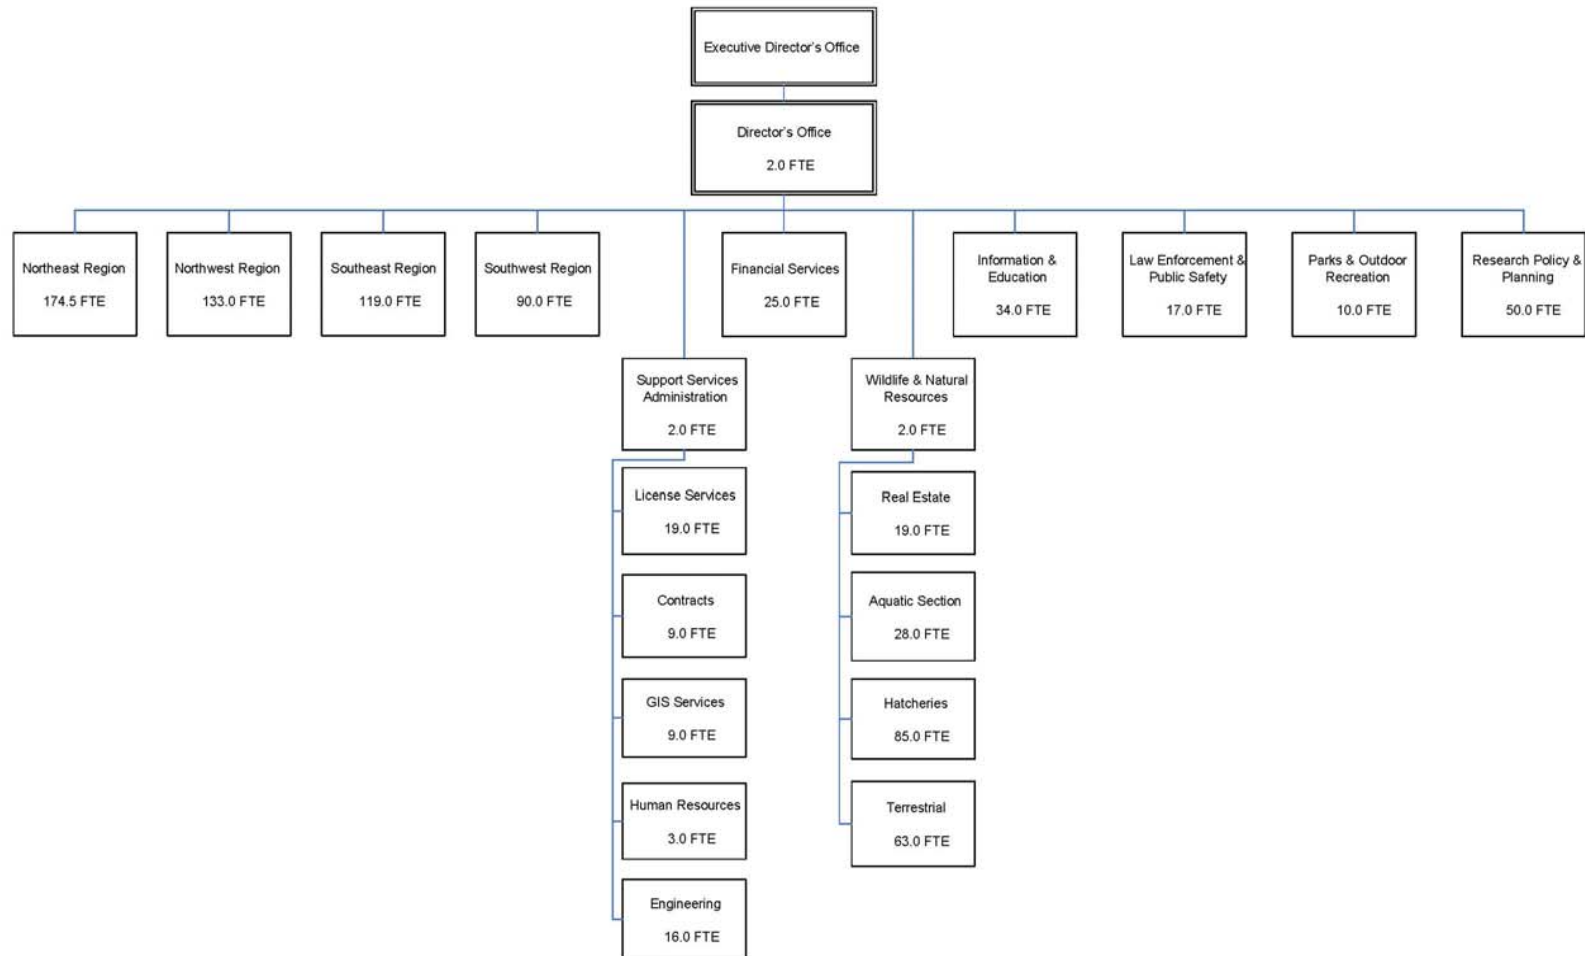 Executive Director's Office
Director's Office
2.0 FTE
Northeast Region
174.5 FTE
Northwest Region
133.0 FTE
Southeast Region
119.0 FTE
Southwest Region
90.0 FTE
Financial Services
25.0 FTE
Information &
Education
34.0 FTE
Law Enforcement &
Public Safety
17.0 FTE
Parks & Outdoor
Recreation
10.0 FTE
Research Policy &
Planning
50.0 FTE
Support Services
Administration
2.0 FTE
License Services
19.0 FTE
Contracts
9.0 FTE
GIS Services
9.0 FTE
Human Resources
3.0 FTE
Engineering
16.0 FTE
Wildlife & Natural
Resources
2.0 FTE
Real Estate
19.0 FTE
Aquatic Section
28.0 FTE
Hatcheries
85.0 FTE
Terrestrial
63.0 FTE